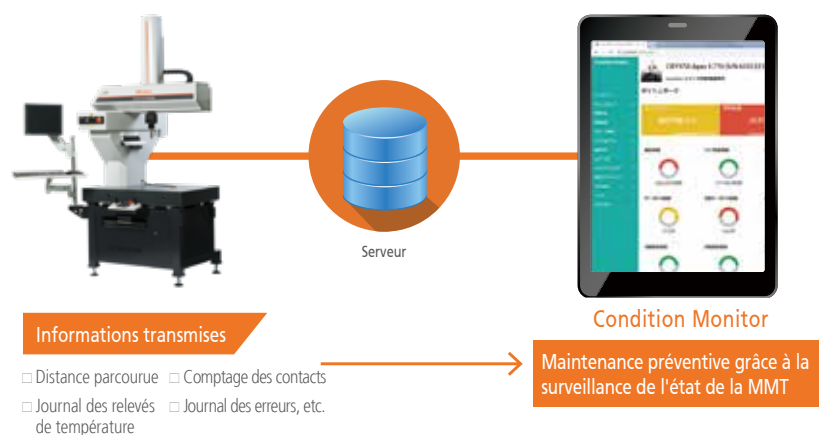 Serveur
Condition Monitor
Informations transmises
□ Distance parcourue □ Comptage des contacts
□ Journal des relevés □ Journal des erreurs, etc.
de température
Maintenance préventive grâce à la
surveillance de l'état de la MMT